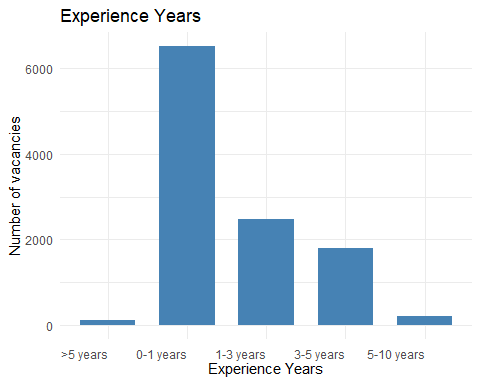 Experience Years
Number of vacancies
6000
4000
2000
0
>5 years 0-1 years 1-3 years 3-5 years 5-10 years
Experience Years